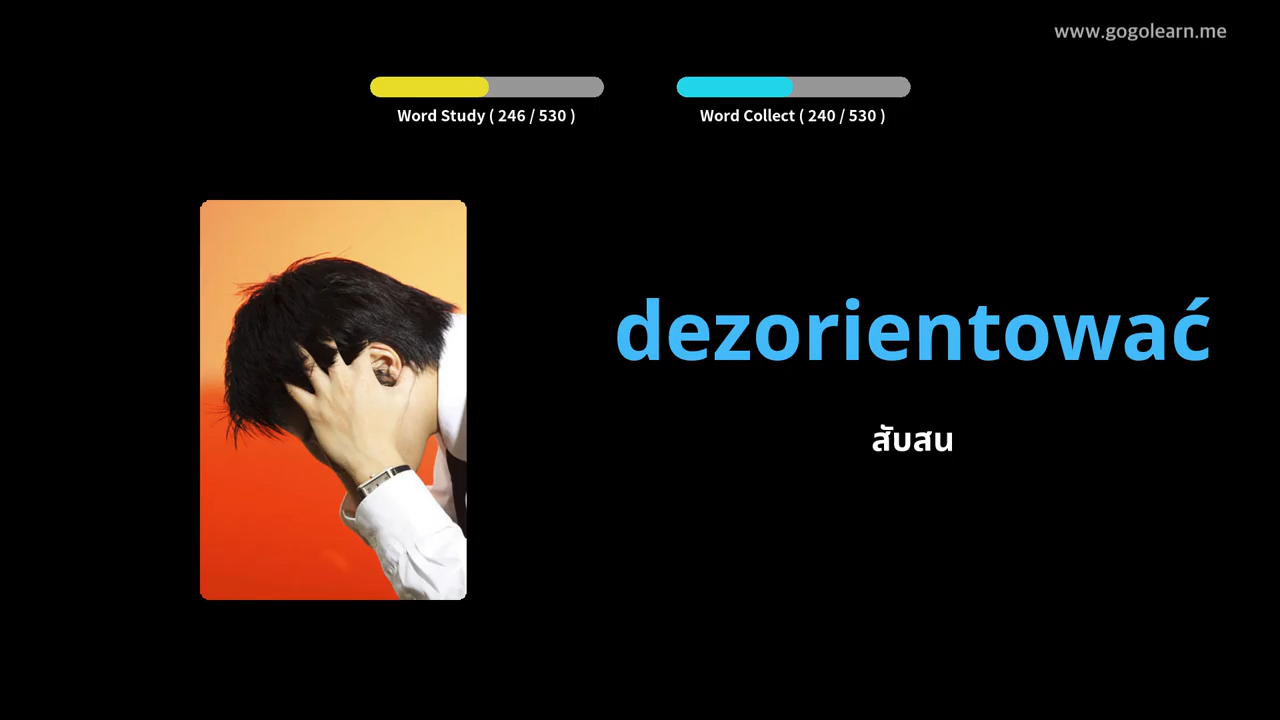 www.gogolearn.me
Word Study ( 246 / 530 )
Word Collect ( 240 / 530 )
dezorientować
สับสน